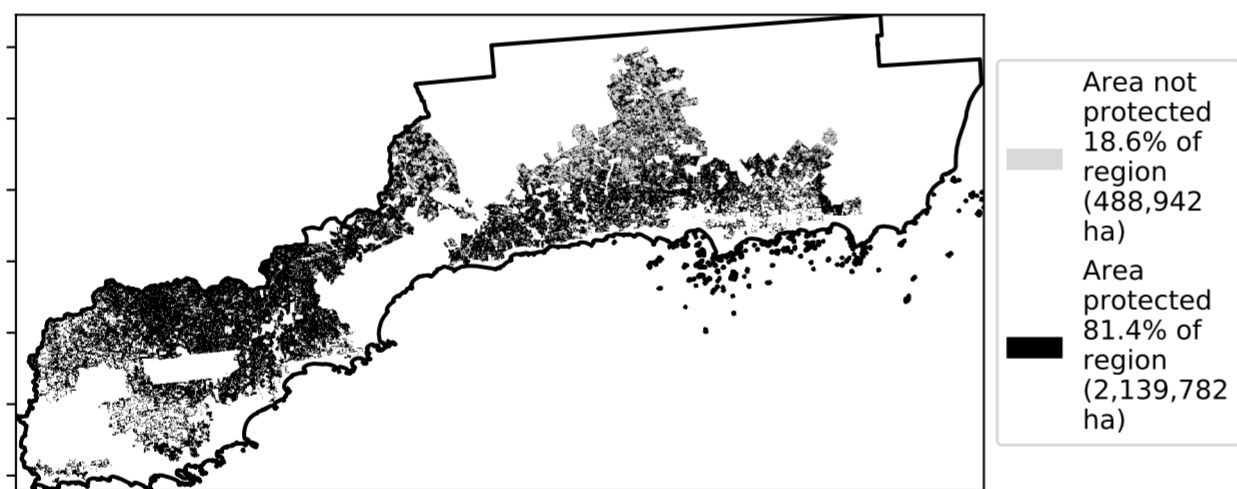 Area not
protected
18.6% of
region
(488,942
ha)
Area
protected
81.4% of
region
(2,139,782
ha)